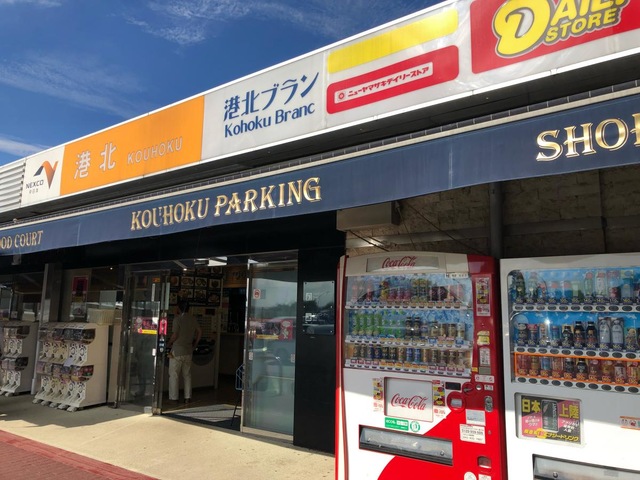 DAILY
STORE
ニューヤマザキデイリーストア
港北ブラン
Kohoku Branc
港北 KOUHOKU
NEXCO
OOD COURT
KOUHOKU PARKING
SHOP
Coca-Cola
Coca-Cola
日本上陸